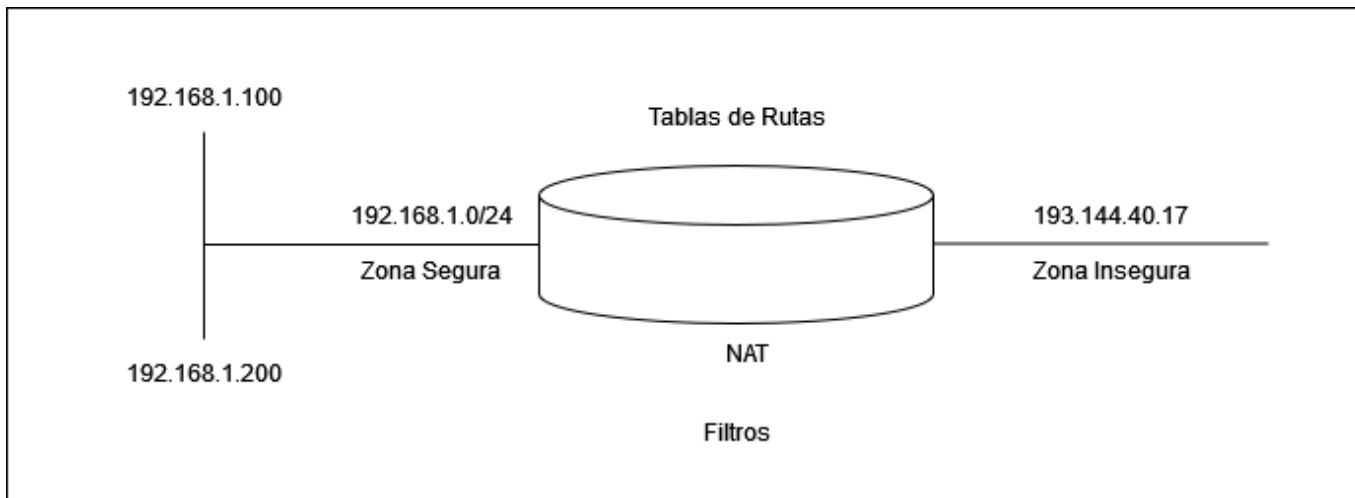 192.168.1.100
Tablas de Rutas
192.168.1.0/24
193.144.40.17
Zona Segura
Zona Insegura
NAT
192.168.1.200
Filtros